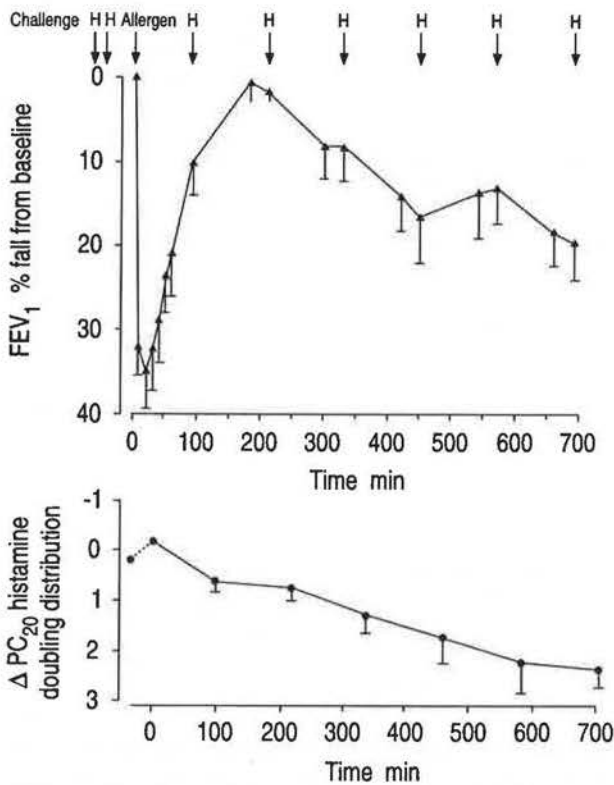 Challenge H H Allergen H H H H H H
0
10
20
30
40
FEV1 % fall from baseline
0 100 200 300 400 500 600 700
Time min
-1
0
1
2
3
Δ PC20 histamine
doubling distribution
0 100 200 300 400 500 600 700
Time min